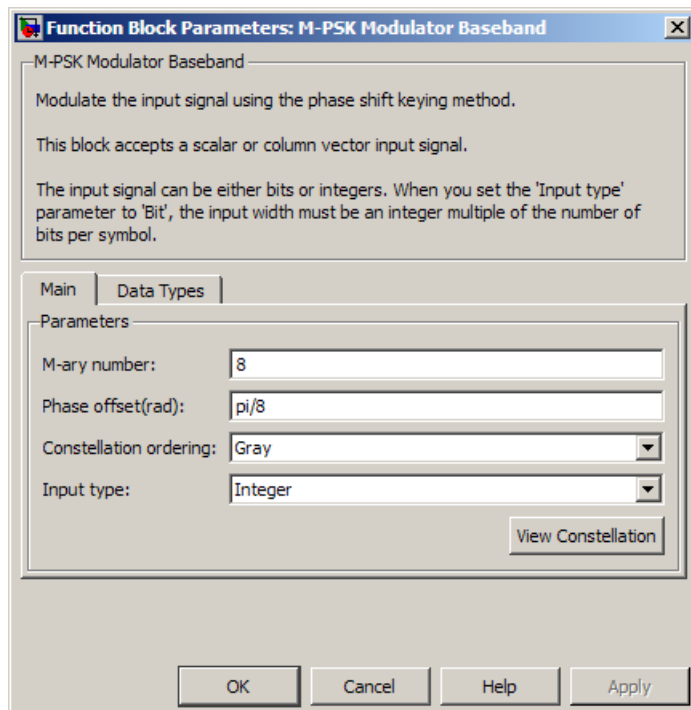 Function Block Parameters: M-PSK Modulator Baseband
M-PSK Modulator Baseband
Modulate the input signal using the phase shift keying method.
This block accepts a scalar or column vector input signal.
The input signal can be either bits or integers. When you set the 'Input type'
parameter to 'Bit', the input width must be an integer multiple of the number of
bits per symbol.
Main Data Types
Parameters
M-ary number: 8
Phase offset(rad): pi/8
Constellation ordering: Gray
Input type: Integer
View Constellation
OK Cancel Help Apply